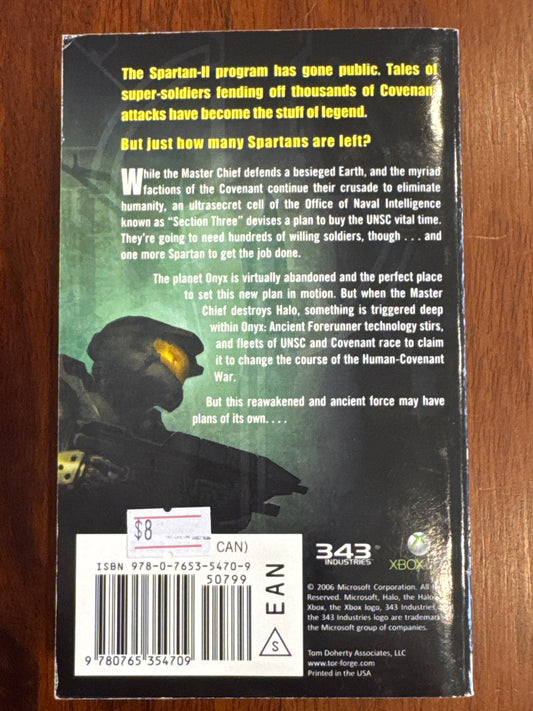 The Spartan-II program has gone public. Tales of
super-soldiers fending off thousands of Covenant
attacks have become the stuff of legend.
But just how many Spartans are left?
While the Master Chief defends a besieged Earth, and the myriad
factions of the Covenant continue their crusade to eliminate
humanity, an ultrasecret cell of the Office of Naval Intelligence
known as “Section Three” devises a plan to buy the UNSC vital time.
They're going to need hundreds of willing soldiers, though . . . and
one more Spartan to get the job done.
The planet Onyx is virtually abandoned and the perfect place
to set this new plan in motion. But when the Master
Chief destroys Halo, something is triggered deep
within Onyx: Ancient Forerunner technology stirs,
and fleets of UNSC and Covenant race to claim
it to change the course of the Human-Covenant
War.
But this reawakened and ancient force may have
plans of its own. . . .
$8
CAN)
ISBN 978-0-7653-5470-9
50799
9 780765 354709
EAN
S
343
INDUSTRIES
XBOX
© 2006 Microsoft Corporation. All
Reserved. Microsoft, Halo, the Halo
Xbox, the Xbox logo, 343 Industries,
the 343 Industries logo are trademark
the Microsoft group of companies.
Tom Doherty Associates, LLC
www.tor-forge.com
Printed in the USA